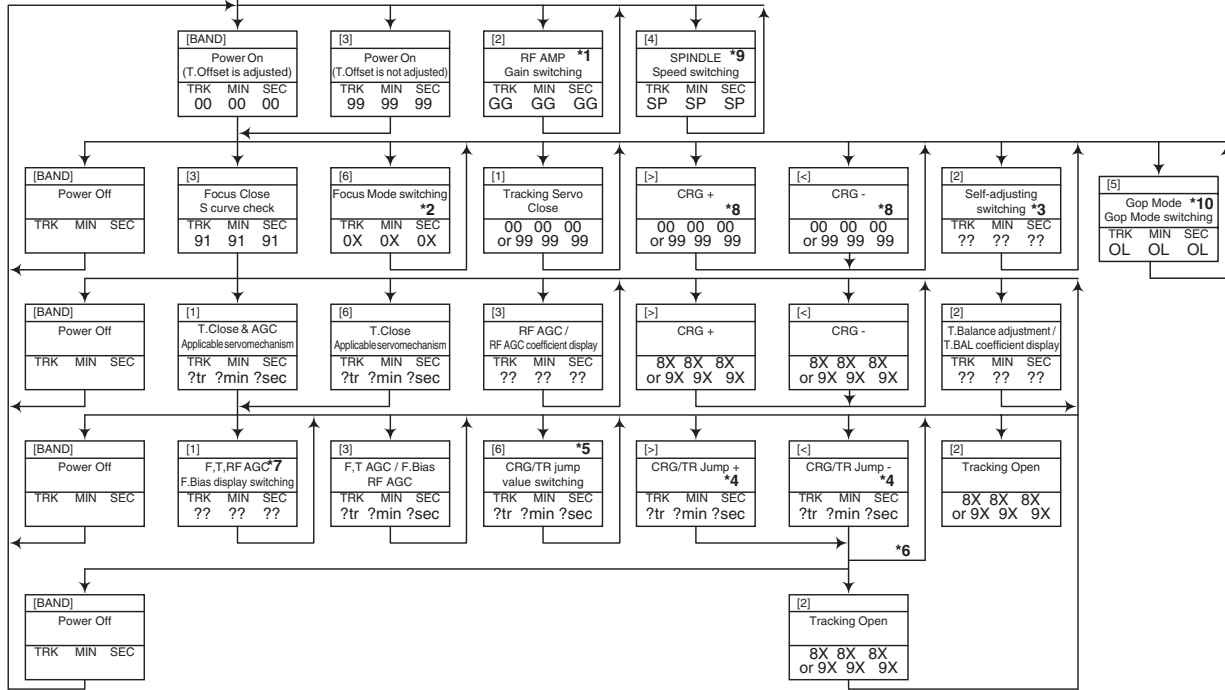 [BAND]
Power On
(T.Offset is adjusted)
TRK MIN SEC
00 00 00
[3]
Power On
(T.Offset is not adjusted)
TRK MIN SEC
99 99 99
[2]
RF AMP *1
Gain switching
TRK MIN SEC
GG GG GG
[4]
SPINDLE *9
Speed switching
TRK MIN SEC
SP SP SP
[BAND]
Power Off
TRK MIN SEC
[3]
Focus Close
S curve check
TRK MIN SEC
91 91 91
[6]
Focus Mode switching
*2
TRK MIN SEC
0X 0X 0X
[1]
Tracking Servo
Close
00 00 00
or 99 99 99
[>]
CRG +
*8
00 00 00
or 99 99 99
[<]
CRG -
*8
00 00 00
or 99 99 99
[2]
Self-adjusting
switching *3
TRK MIN SEC
?? ?? ??
[5]
Gop Mode *10
Gop Mode switching
TRK MIN SEC
OL OL OL
[BAND]
Power Off
TRK MIN SEC
[1]
T.Close & AGC
Applicable servomechanism
TRK MIN SEC
?tr ?min ?sec
[6]
T.Close
Applicable servomechanism
TRK MIN SEC
?tr ?min ?sec
[3]
RF AGC /
RF AGC coefficient display
TRK MIN SEC
?? ?? ??
[>]
CRG +
8X 8X 8X
or 9X 9X 9X
[<]
CRG -
8X 8X 8X
or 9X 9X 9X
[2]
T.Balance adjustment /
T.BAL coefficient display
TRK MIN SEC
?? ?? ??
[BAND]
Power Off
TRK MIN SEC
[1]
F,T,RF AGC *7
F.Bias display switching
TRK MIN SEC
?? ?? ??
[3]
F,T AGC / F.Bias
RF AGC
TRK MIN SEC
?tr ?min ?sec
[6] *5
CRG/TR jump
value switching
TRK MIN SEC
?tr ?min ?sec
[>]
CRG/TR Jump +
*4
TRK MIN SEC
?tr ?min ?sec
[<]
CRG/TR Jump -
*4
TRK MIN SEC
?tr ?min ?sec
[2]
Tracking Open
8X 8X 8X
or 9X 9X 9X
*6
[BAND]
Power Off
TRK MIN SEC
[2]
Tracking Open
8X 8X 8X
or 9X 9X 9X